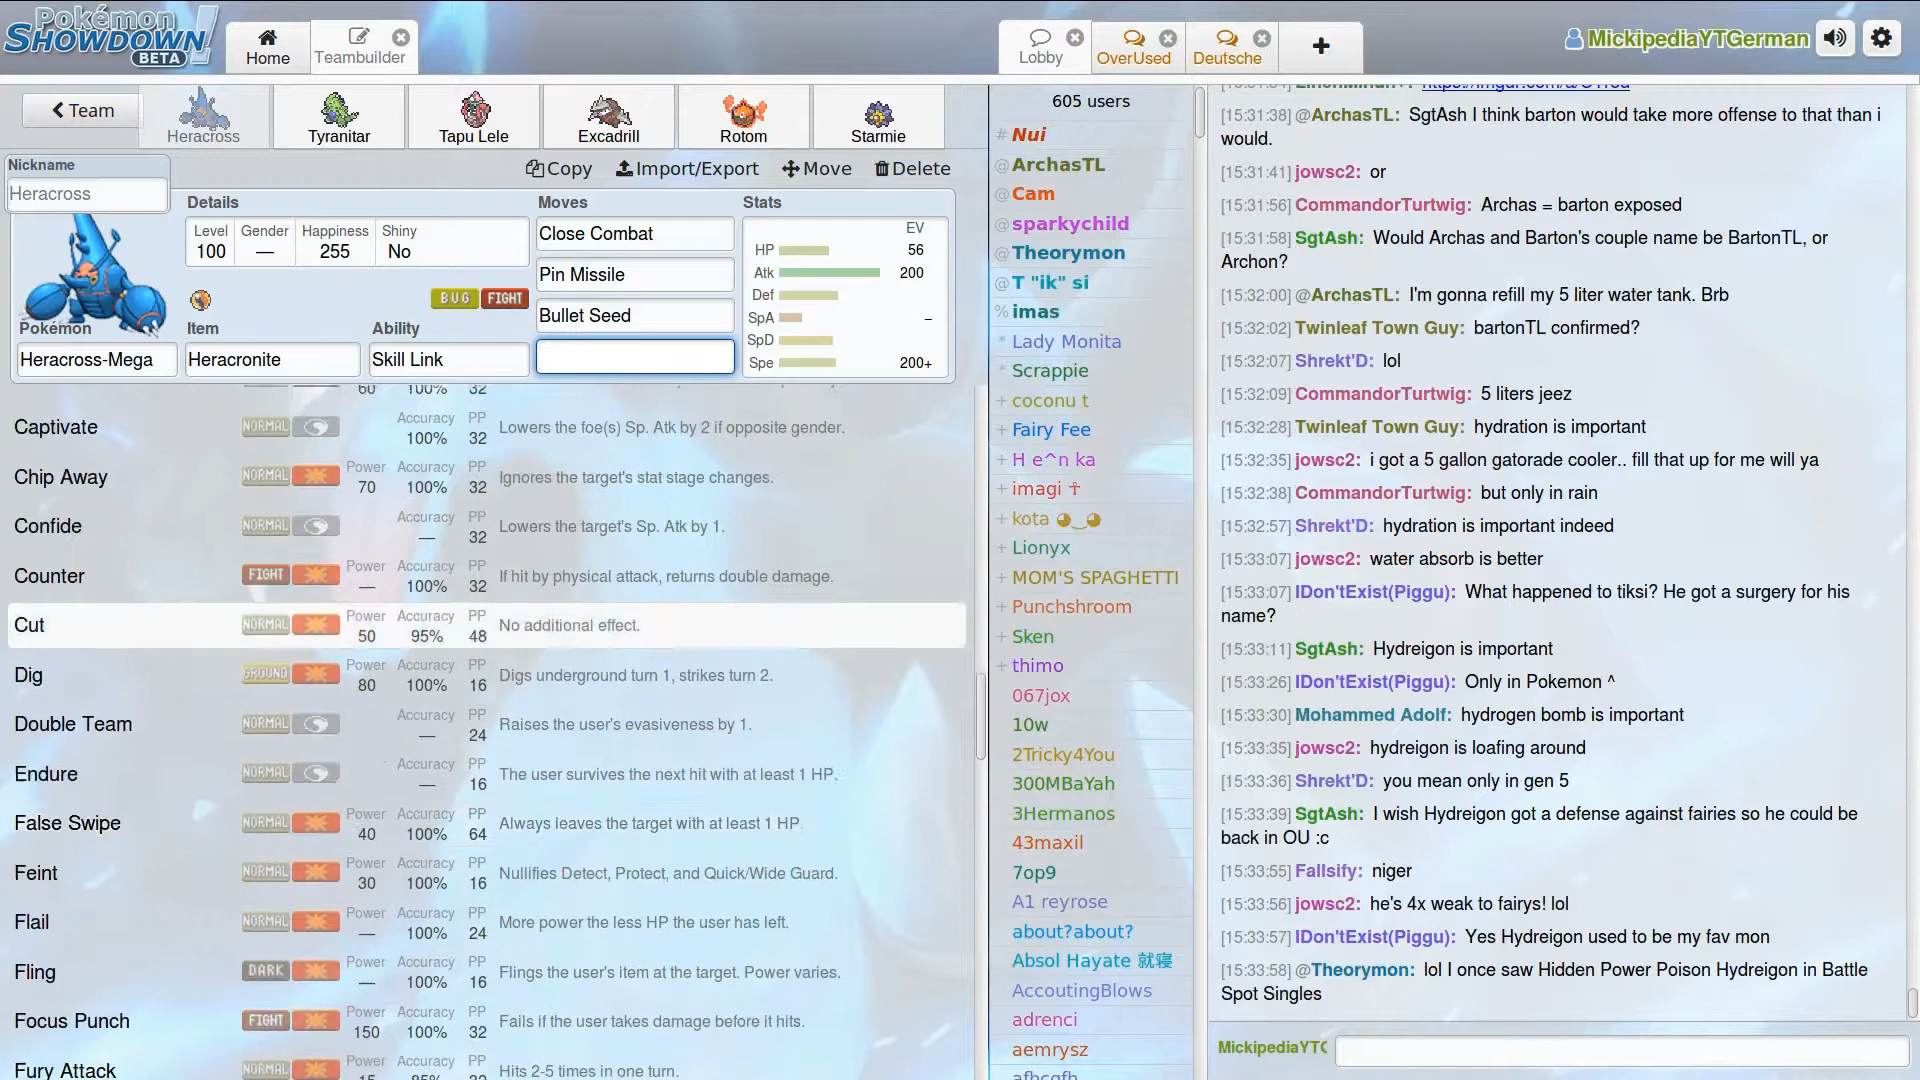 Pokémon
SHOWDOWN!
BETA
Home
Teambuilder
Lobby
OverUsed
Deutsche
MickipediaYTGerman
Team
Heracross
Tyranitar
Tapu Lele
Excadrill
Rotom
Starmie
Nickname
Heracross
Copy
Import/Export
Move
Delete
Details
Moves
Stats
Level
Gender
Happiness
Shiny
100
—
255
No
BUG
FIGHT
Pokémon
Item
Ability
Heracross-Mega
Heracronite
Skill Link
Close Combat
Pin Missile
Bullet Seed
EV
HP 56
Atk 200
Def
SpA –
SpD
Spe 200+
60 100% 32
Captivate NORMAL Accuracy 100% PP 32 Lowers the foe(s) Sp. Atk by 2 if opposite gender.
Chip Away NORMAL Power 70 Accuracy 100% PP 32 Ignores the target's stat stage changes.
Confide NORMAL Accuracy — PP 32 Lowers the target's Sp. Atk by 1.
Counter FIGHT Power — Accuracy 100% PP 32 If hit by physical attack, returns double damage.
Cut NORMAL Power 50 Accuracy 95% PP 48 No additional effect.
Dig GROUND Power 80 Accuracy 100% PP 16 Digs underground turn 1, strikes turn 2.
Double Team NORMAL Accuracy — PP 24 Raises the user's evasiveness by 1.
Endure NORMAL Accuracy — PP 16 The user survives the next hit with at least 1 HP.
False Swipe NORMAL Power 40 Accuracy 100% PP 64 Always leaves the target with at least 1 HP.
Feint NORMAL Power 30 Accuracy 100% PP 16 Nullifies Detect, Protect, and Quick/Wide Guard.
Flail NORMAL Power — Accuracy 100% PP 24 More power the less HP the user has left.
Fling DARK Power — Accuracy 100% PP 16 Flings the user's item at the target. Power varies.
Focus Punch FIGHT Power 150 Accuracy 100% PP 32 Fails if the user takes damage before it hits.
Fury Attack NORMAL Power 15 Accuracy 85% PP 32 Hits 2-5 times in one turn.
605 users
# Nui
@ ArchasTL
@ Cam
@ sparkychild
@ Theorymon
@ T "ik" si
% imas
* Lady Monita
* Scrappie
+ coconu t
+ Fairy Fee
+ H e^n ka
+ imagi ☥
+ kota ◕‿◕
+ Lionyx
+ MOM'S SPAGHETTI
+ Punchshroom
+ Sken
+ thimo
067jox
10w
2Tricky4You
300MBaYah
3Hermanos
43maxil
7op9
A1 reyrose
about?about?
Absol Hayate 就寝
AccoutingBlows
adrenci
aemrysz
[15:31:38] @ArchasTL: SgtAsh I think barton would take more offense to that than i
would.
[15:31:41] jowsc2: or
[15:31:56] CommandorTurtwig: Archas = barton exposed
[15:31:58] SgtAsh: Would Archas and Barton's couple name be BartonTL, or
Archon?
[15:32:00] @ArchasTL: I'm gonna refill my 5 liter water tank. Brb
[15:32:02] Twinleaf Town Guy: bartonTL confirmed?
[15:32:07] Shrekt'D: lol
[15:32:09] CommandorTurtwig: 5 liters jeez
[15:32:28] Twinleaf Town Guy: hydration is important
[15:32:35] jowsc2: i got a 5 gallon gatorade cooler.. fill that up for me will ya
[15:32:38] CommandorTurtwig: but only in rain
[15:32:57] Shrekt'D: hydration is important indeed
[15:33:07] jowsc2: water absorb is better
[15:33:07] IDon'tExist(Piggu): What happened to tiksi? He got a surgery for his
name?
[15:33:11] SgtAsh: Hydreigon is important
[15:33:26] IDon'tExist(Piggu): Only in Pokemon ^
[15:33:30] Mohammed Adolf: hydrogen bomb is important
[15:33:35] jowsc2: hydreigon is loafing around
[15:33:36] Shrekt'D: you mean only in gen 5
[15:33:39] SgtAsh: I wish Hydreigon got a defense against fairies so he could be
back in OU :c
[15:33:55] Fallsify: niger
[15:33:56] jowsc2: he's 4x weak to fairys! lol
[15:33:57] IDon'tExist(Piggu): Yes Hydreigon used to be my fav mon
[15:33:58] @Theorymon: lol I once saw Hidden Power Poison Hydreigon in Battle
Spot Singles